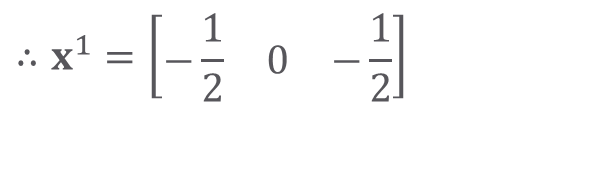 ∴ 𝐱¹ = [−1/2 0 −1/2]